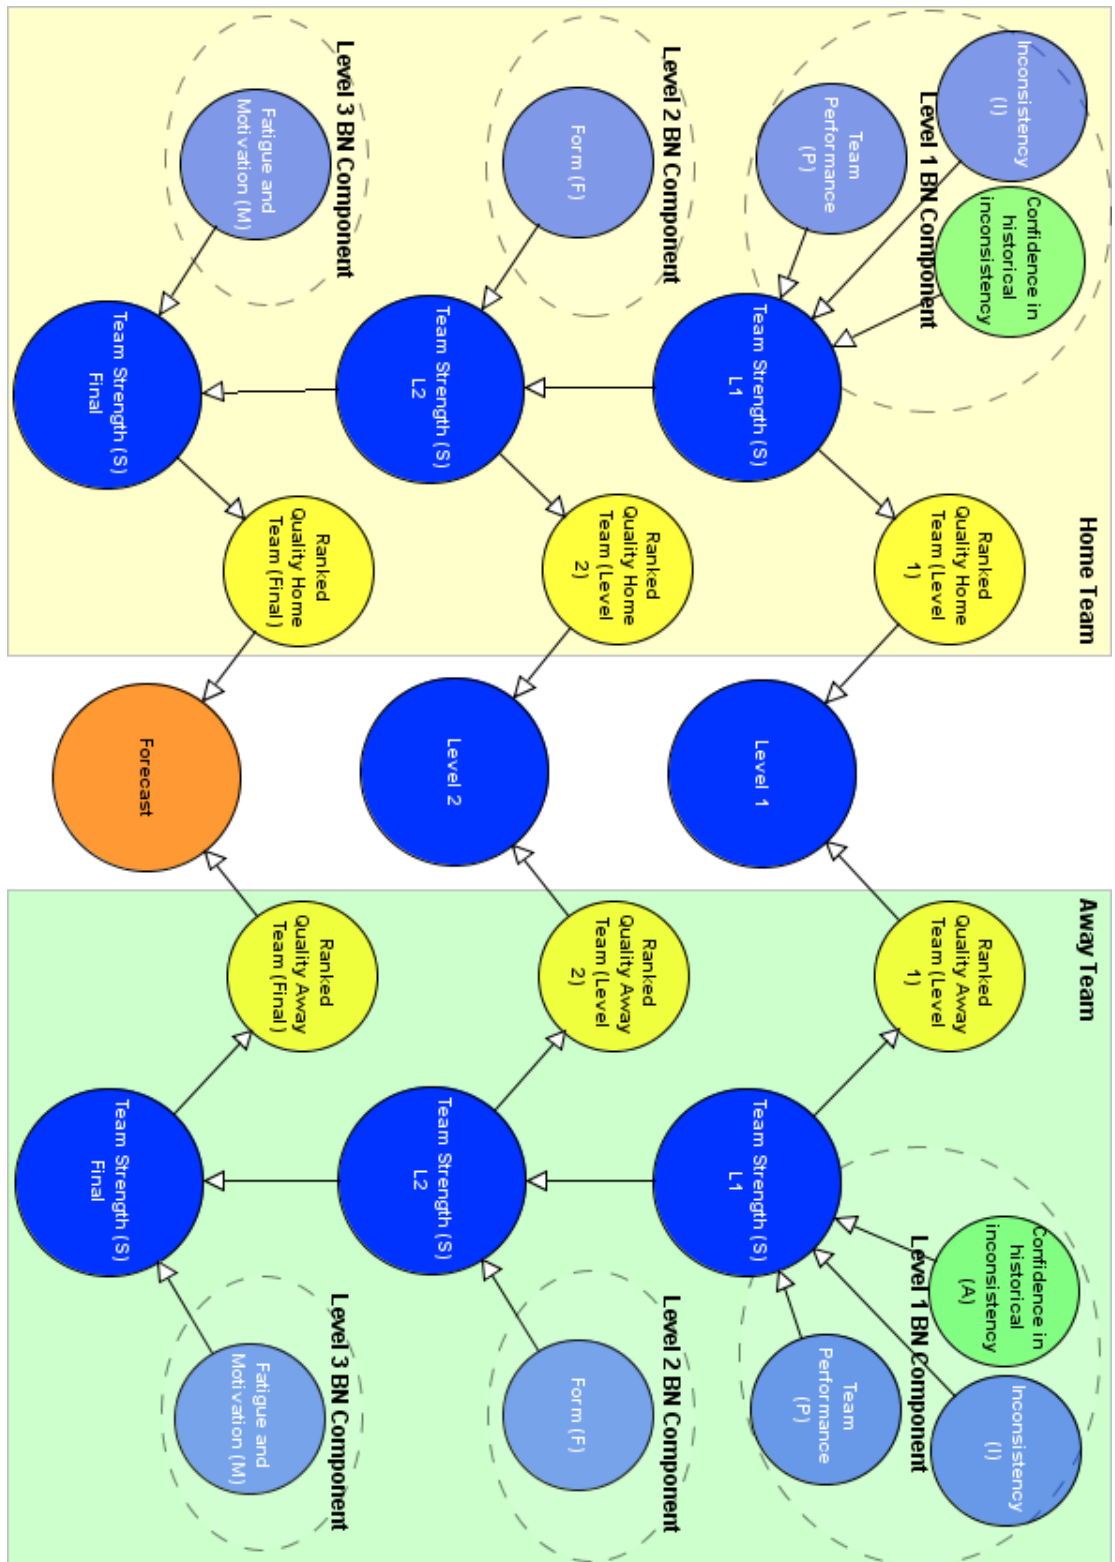 Home Team
Away Team
Inconsistency
(I)
Confidence in
historical
inconsistency
Level 1 BN Component
Team
Performance
(P)
Team Strength (S)
L1
Ranked
Quality Home
Team (Level
1)
Level 1
Ranked
Quality Away
Team (Level
1)
Team Strength (S)
L1
Confidence in
historical
inconsistency
(A)
Inconsistency
(I)
Level 1 BN Component
Team
Performance
(P)
Level 2 BN Component
Form (F)
Team Strength (S)
L2
Ranked
Quality Home
Team (Level
2)
Level 2
Ranked
Quality Away
Team (Level
2)
Team Strength (S)
L2
Level 2 BN Component
Form (F)
Level 3 BN Component
Fatigue and
Motivation (M)
Team Strength (S)
Final
Ranked
Quality Home
Team (Final)
Forecast
Ranked
Quality Away
Team (Final)
Team Strength (S)
Final
Level 3 BN Component
Fatigue and
Motivation (M)